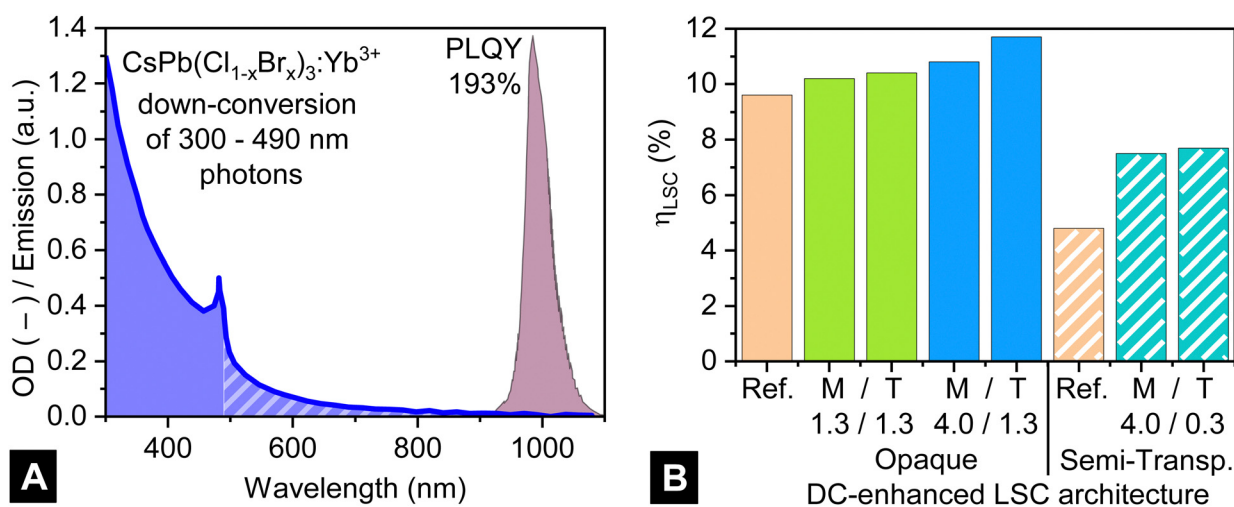 OD ( – ) / Emission (a.u.)
1.4
1.2
1.0
0.8
0.6
0.4
0.2
0.0
CsPb(Cl₁₋ₓBrₓ)₃:Yb³⁺
down-conversion
of 300 - 490 nm
photons
PLQY
193%
400
600
800
1000
Wavelength (nm)
A
η_LSC (%)
12
10
8
6
4
2
0
Ref. M / T M / T Ref. M / T
1.3 / 1.3 4.0 / 1.3 4.0 / 0.3
Opaque Semi-Transp.
DC-enhanced LSC architecture
B